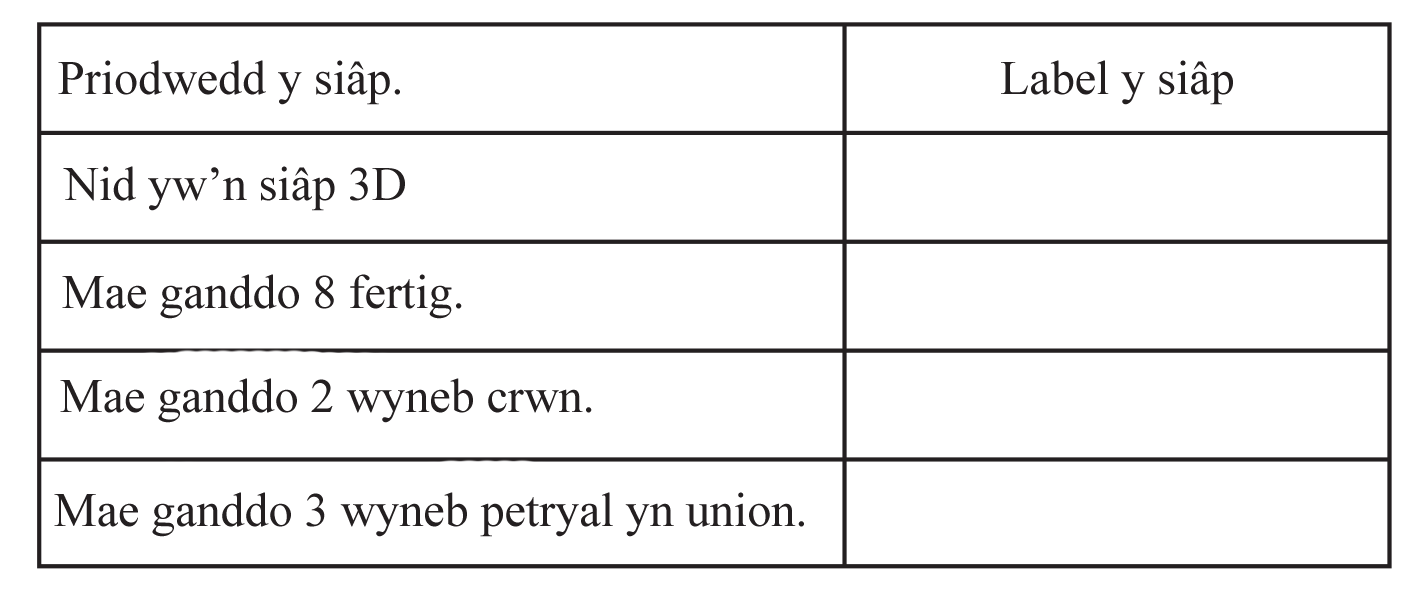 Priodwedd y siâp.
Label y siâp
Nid yw’n siâp 3D
Mae ganddo 8 fertig.
Mae ganddo 2 wyneb crwn.
Mae ganddo 3 wyneb petryal yn union.